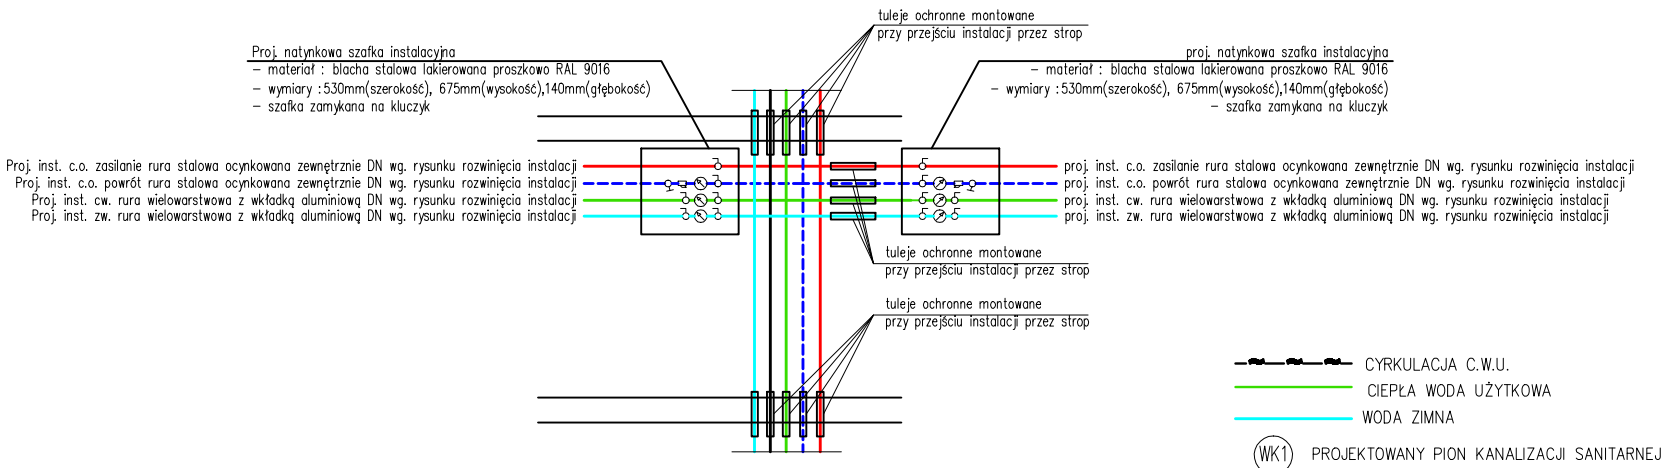 tuleje ochronne montowane
przy przejściu instalacji przez strop
Proj. natynkowa szafka instalacyjna
- materiał : blacha stalowa lakierowana proszkowo RAL 9016
- wymiary :530mm(szerokość), 675mm(wysokość),140mm(głębokość)
- szafka zamykana na kluczyk
proj. natynkowa szafka instalacyjna
- materiał : blacha stalowa lakierowana proszkowo RAL 9016
- wymiary :530mm(szerokość), 675mm(wysokość),140mm(głębokość)
- szafka zamykana na kluczyk
Proj. inst. c.o. zasilanie rura stalowa ocynkowana zewnętrznie DN wg. rysunku rozwinięcia instalacji
Proj. inst. c.o. powrót rura stalowa ocynkowana zewnętrznie DN wg. rysunku rozwinięcia instalacji
Proj. inst. cw. rura wielowarstwowa z wkładką aluminiową DN wg. rysunku rozwinięcia instalacji
Proj. inst. zw. rura wielowarstwowa z wkładką aluminiową DN wg. rysunku rozwinięcia instalacji
proj. inst. c.o. zasilanie rura stalowa ocynkowana zewnętrznie DN wg. rysunku rozwinięcia instalacji
proj. inst. c.o. powrót rura stalowa ocynkowana zewnętrznie DN wg. rysunku rozwinięcia instalacji
proj. inst. cw. rura wielowarstwowa z wkładką aluminiową DN wg. rysunku rozwinięcia instalacji
proj. inst. zw. rura wielowarstwowa z wkładką aluminiową DN wg. rysunku rozwinięcia instalacji
tuleje ochronne montowane
przy przejściu instalacji przez strop
tuleje ochronne montowane
przy przejściu instalacji przez strop
CYRKULACJA C.W.U.
CIEPŁA WODA UŻYTKOWA
WODA ZIMNA
WK1 PROJEKTOWANY PION KANALIZACJI SANITARNEJ